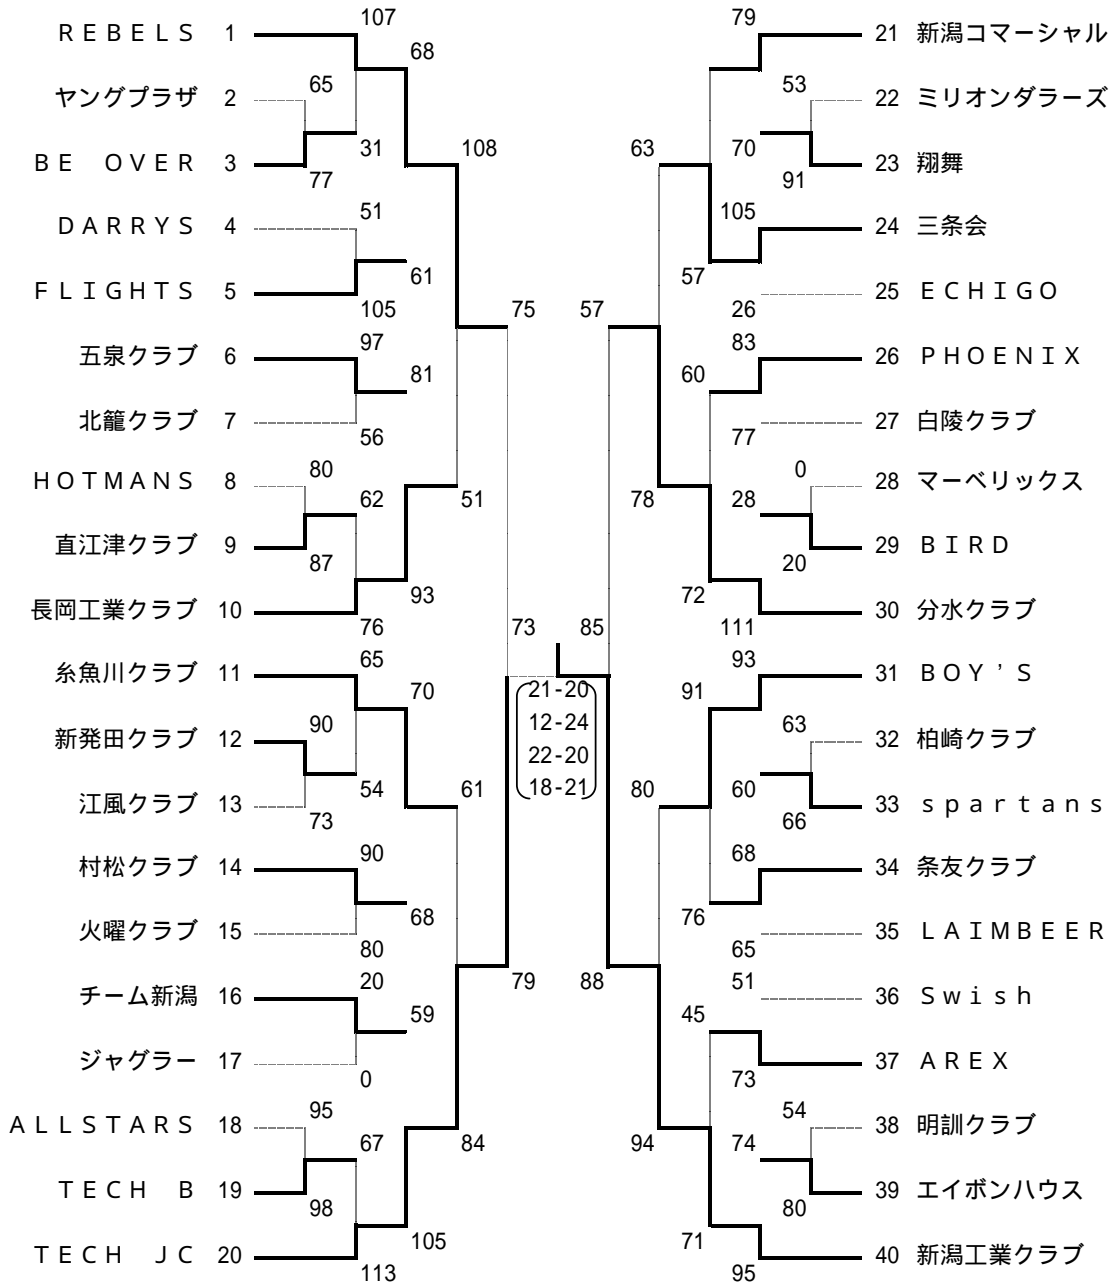 107
79
ＲＥＢＥＬＳ 1
21 新潟コマーシャル
68
65
53
ヤングプラザ 2
22 ミリオンダラーズ
31
108
63
70
ＢＥ　ＯＶＥＲ 3
23 翔舞
77
91
51
105
ＤＡＲＲＹＳ 4
24 三条会
61
57
ＦＬＩＧＨＴＳ 5
25 ＥＣＨＩＧＯ
105
75
57
26
97
83
五泉クラブ 6
26 ＰＨＯＥＮＩＸ
81
60
北籠クラブ 7
27 白陵クラブ
56
77
80
0
ＨＯＴＭＡＮＳ 8
28 マーベリックス
62
51
78
28
直江津クラブ 9
29 ＢＩＲＤ
87
20
93
72
長岡工業クラブ 10
30 分水クラブ
76
73
85
111
65
93
糸魚川クラブ 11
31 ＢＯＹ’Ｓ
70
21-20
91
90
12-24
63
新発田クラブ 12
32 柏崎クラブ
22-20
54
61
18-21
80
60
江風クラブ 13
33 ｓｐａｒｔａｎｓ
73
66
90
68
村松クラブ 14
34 条友クラブ
68
76
火曜クラブ 15
35 ＬＡＩＭＢＥＥＲ
80
65
20
79
88
51
チーム新潟 16
36 Ｓｗｉｓｈ
59
45
ジャグラー 17
37 ＡＲＥＸ
0
73
95
54
ＡＬＬＳＴＡＲＳ 18
38 明訓クラブ
67
84
94
74
ＴＥＣＨ　Ｂ 19
39 エイボンハウス
98
80
105
71
ＴＥＣＨ　ＪＣ 20
40 新潟工業クラブ
113
95